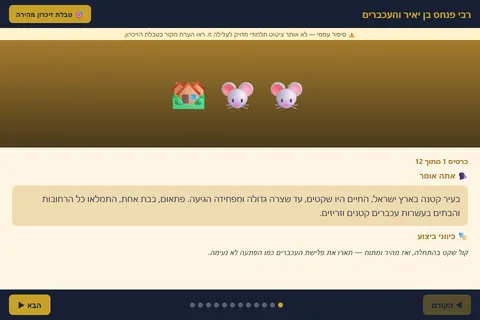 רבי פנחס בן יאיר והעכברים
🎯 טבלת זיכרון מהירה
⚠️ סיפור עממי — לא אותר ציטוט תלמודי מדויק לעלילה זו. ראו הערת מקור בטבלת הזיכרון.
כרטיס 1 מתוך 12
🗣️ אתה אומר
בעיר קטנה בארץ ישראל, החיים היו שקטים, עד שצרה גדולה ומפחידה הגיעה. פתאום, בבת אחת, התמלאו כל הרחובות
והבתים בעשרות עכברים קטנים וזריזים.
🎭 כיווני ביצוע
קול שקט בהתחלה, ואז מהיר ומתוח — תארו את פלישת העכברים כמו הפתעה לא נעימה.
◀ הקודם
הבא ▶